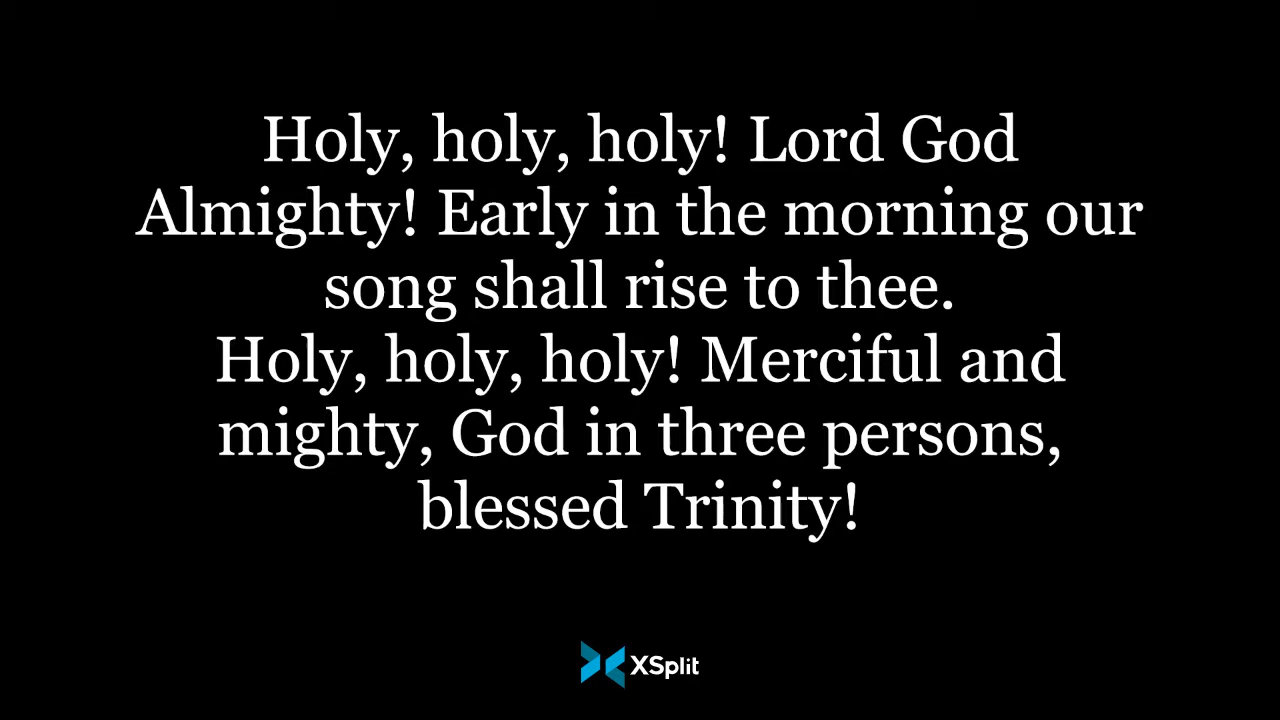 Holy, holy, holy! Lord God
Almighty! Early in the morning our
song shall rise to thee.
Holy, holy, holy! Merciful and
mighty, God in three persons,
blessed Trinity!
XSplit